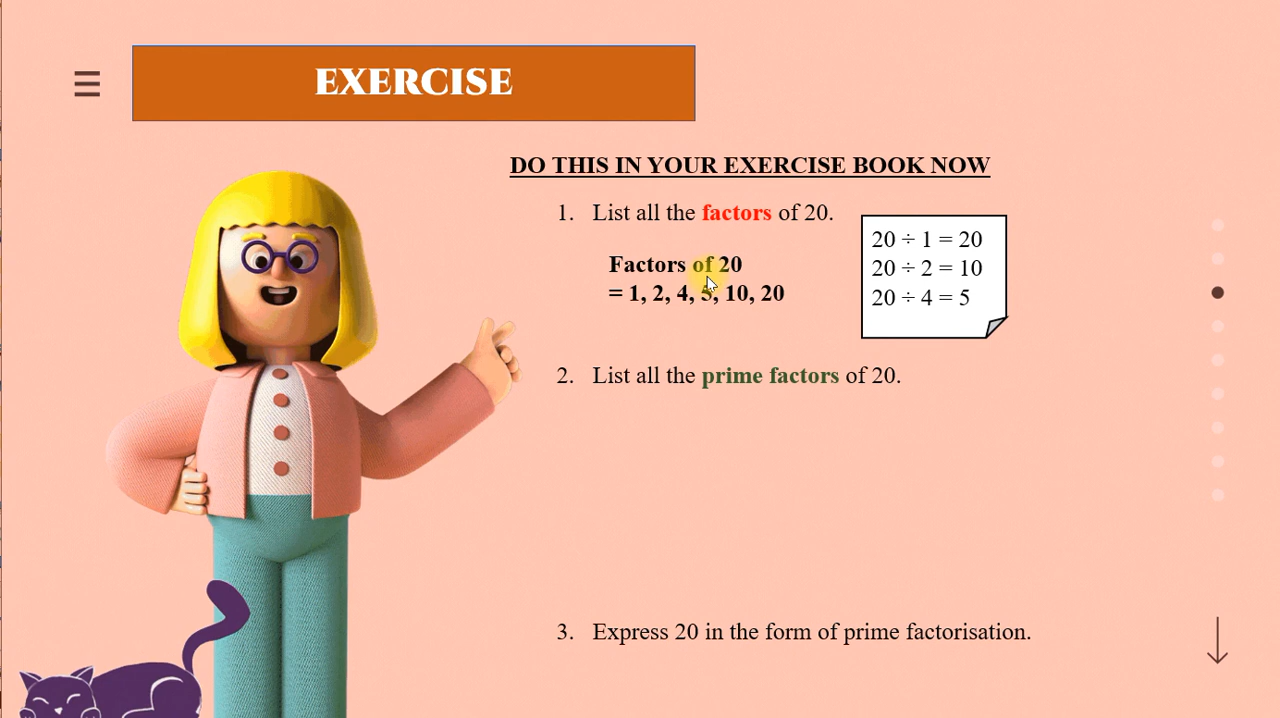 EXERCISE
DO THIS IN YOUR EXERCISE BOOK NOW
1. List all the factors of 20.
Factors of 20
= 1, 2, 4, 5, 10, 20
20 ÷ 1 = 20
20 ÷ 2 = 10
20 ÷ 4 = 5
2. List all the prime factors of 20.
3. Express 20 in the form of prime factorisation.